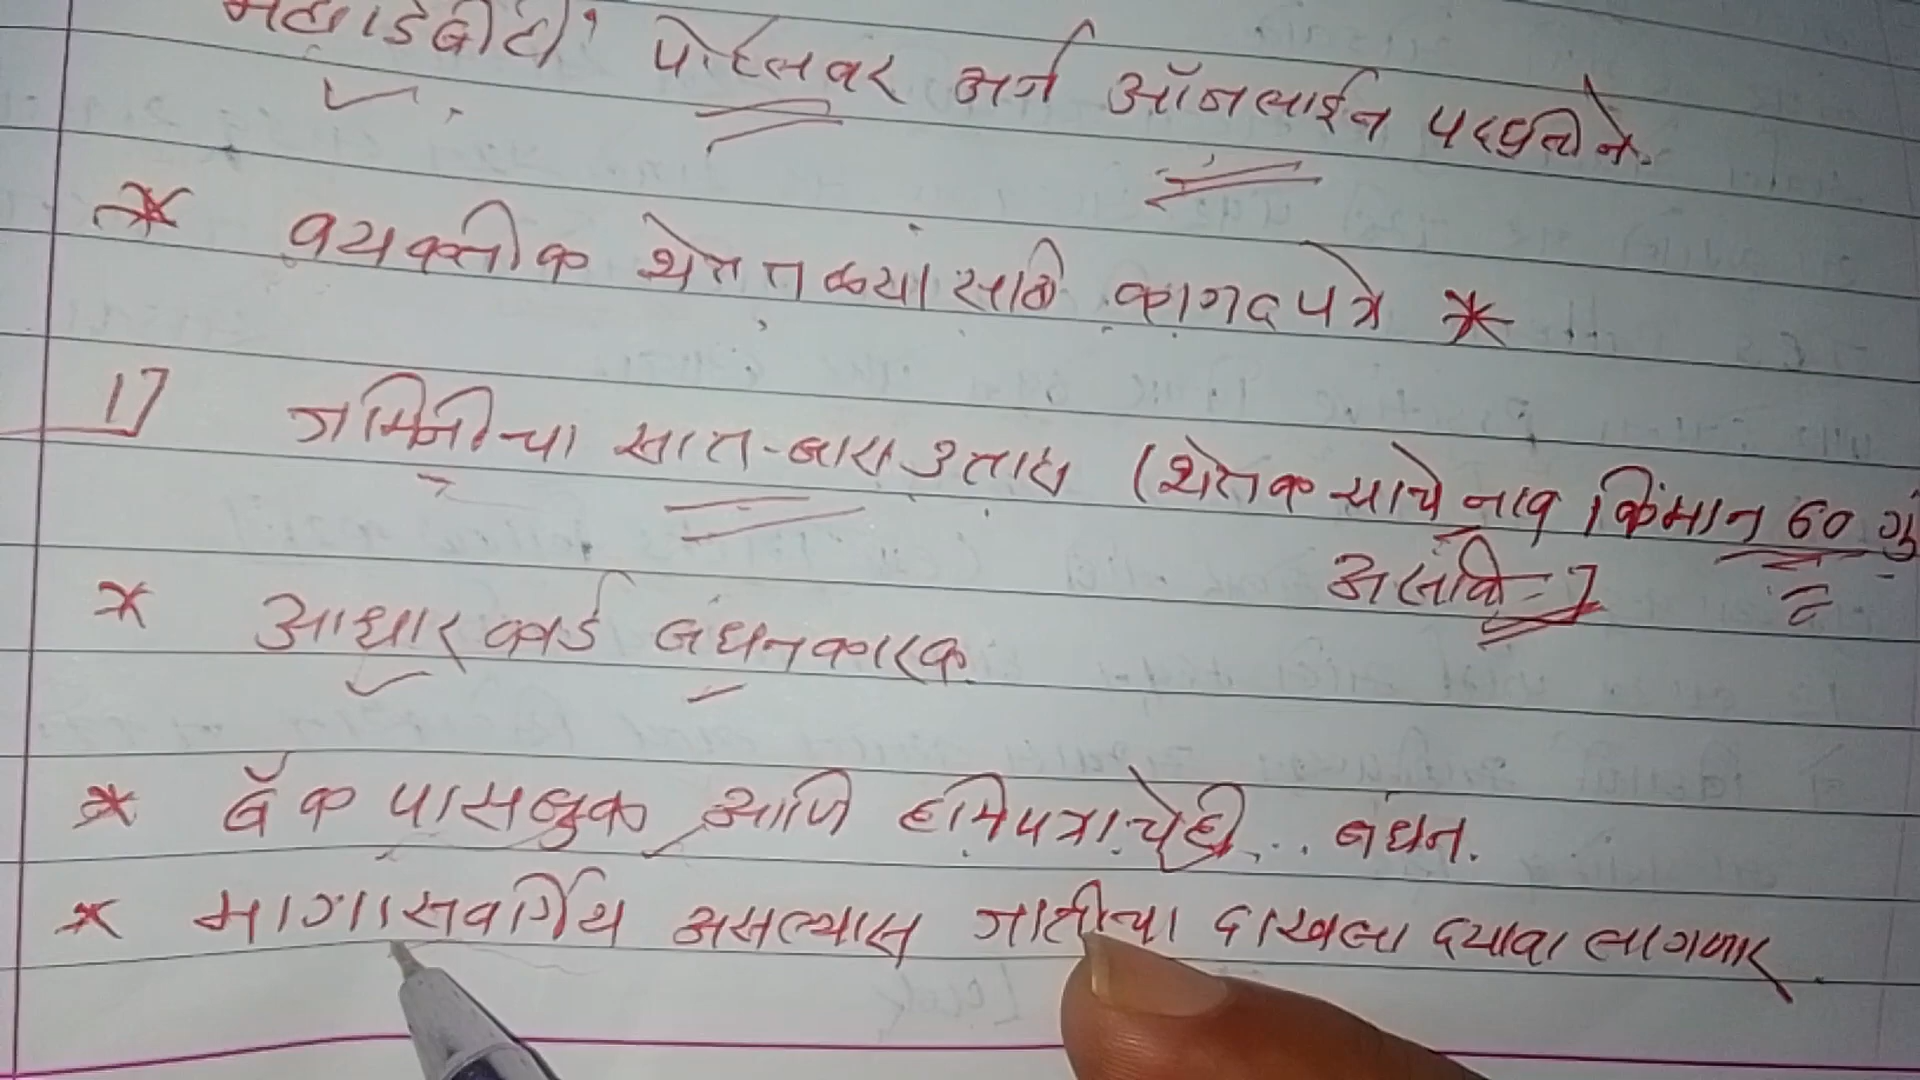 महाडिबीटी' पोर्टलवर अर्ज ऑनलाईन पद्धतीने.
* वयक्तीक शेतकऱ्यांसाठी कागदपत्रे *
1] जमिनीचा सात-बारा उतारा (शेतकऱ्याचे नाव किमान 60 गुं
असावे-]
* आधार कार्ड बंधनकारक.
* बँक पासबुक आणि हमिपत्राचेही... बंधन.
* मागासवर्गिय असल्यास जातीचा दाखला द्यावा लागणार.